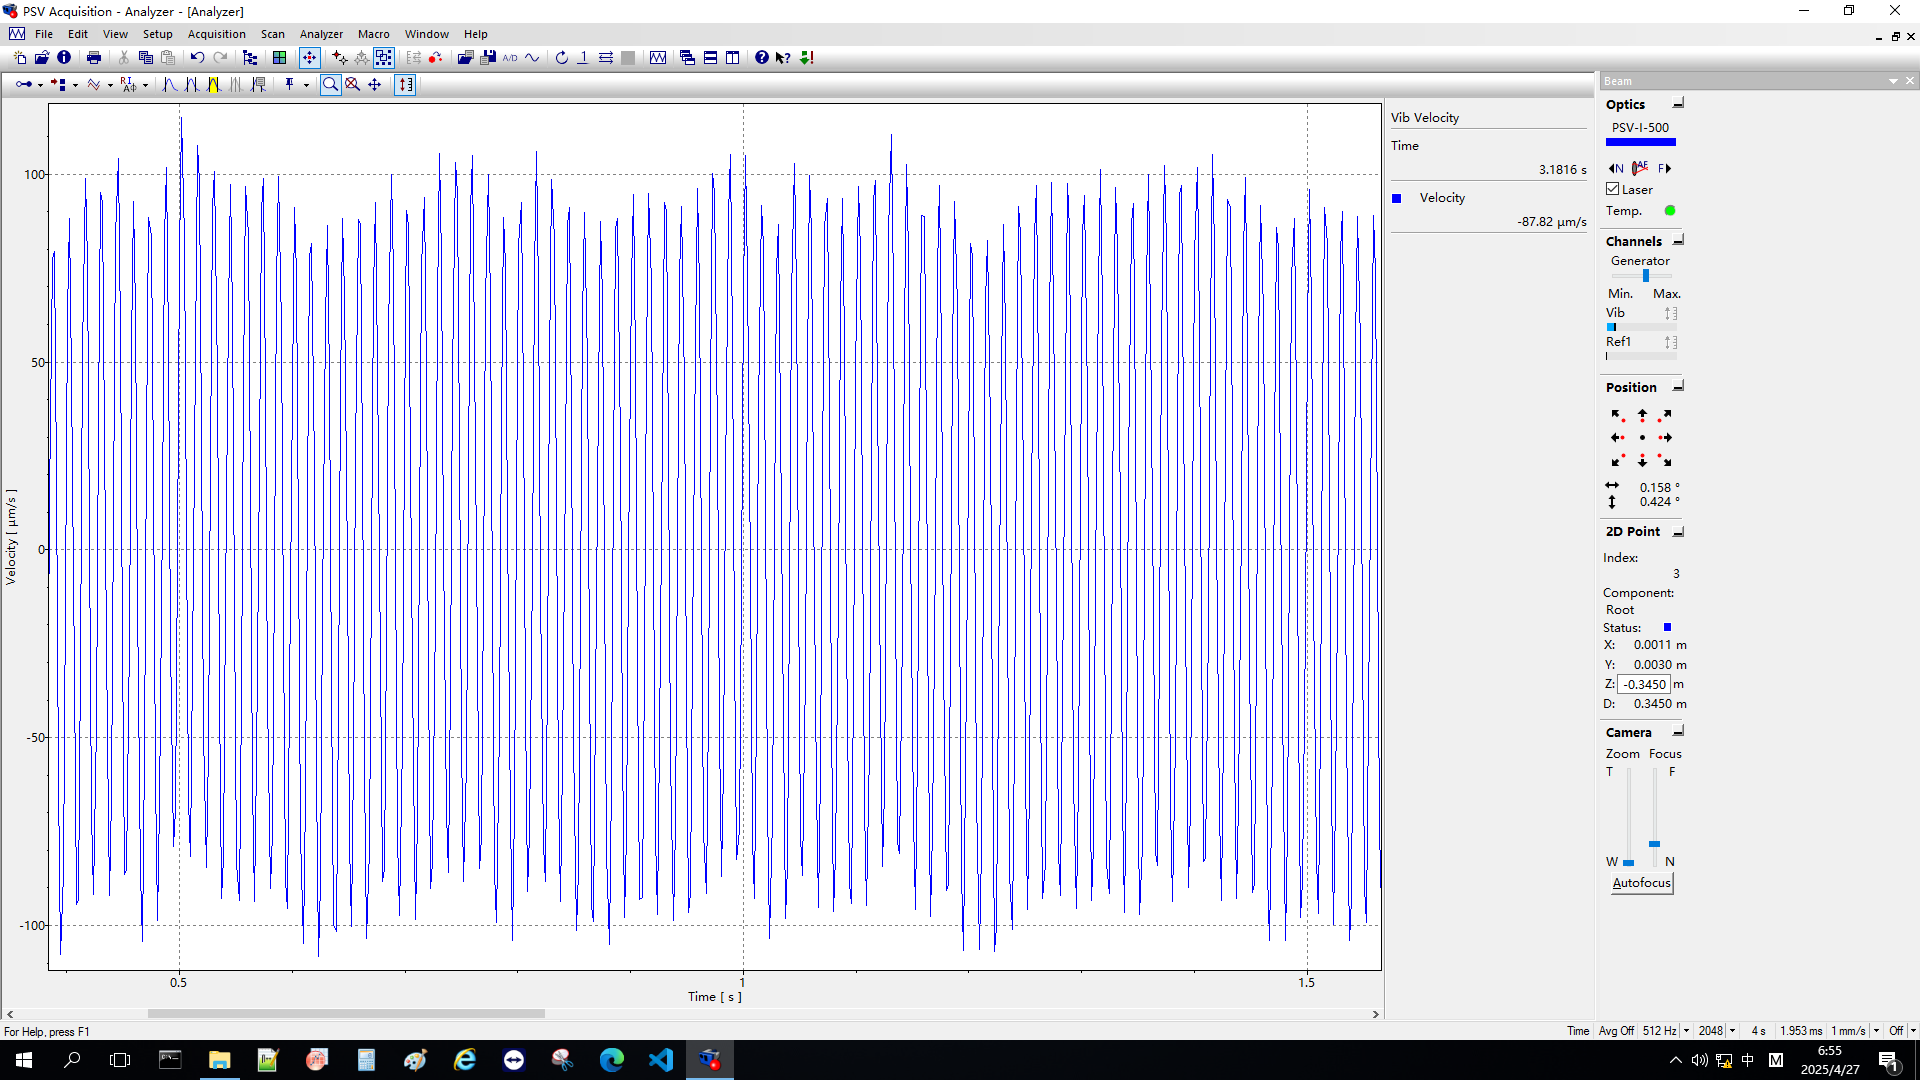 PSV Acquisition - Analyzer - [Analyzer]
File Edit View Setup Acquisition Scan Analyzer Macro Window Help
A/D
Vib Velocity
Time
3.1816 s
Velocity
-87.82 µm/s
Velocity [ µm/s ]
100
50
0
-50
-100
0.5
1
1.5
Time [ s ]
Beam
Optics
PSV-I-500
N AF F
Laser
Temp.
Channels
Generator
Min. Max.
Vib
Ref1
Position
0.158 °
0.424 °
2D Point
Index:
3
Component:
Root
Status:
X: 0.0011 m
Y: 0.0030 m
Z: -0.3450 m
D: 0.3450 m
Camera
Zoom Focus
T F
W N
Autofocus
For Help, press F1
Time Avg Off 512 Hz 2048 4 s 1.953 ms 1 mm/s Off
中 M
6:55
2025/4/27
1